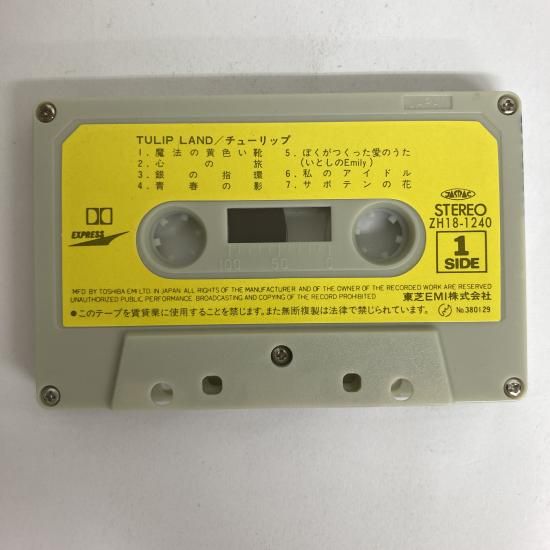 JAPAN
TULIP LAND/チューリップ
1. 魔法の黄色い靴
2. 心の旅
3. 銀の指環
4. 青春の影
5. ぼくがつくった愛のうた
(いとしのEmily)
6. 私のアイドル
7. サボテンの花
EXPRESS
JASRAC
STEREO
ZH18-1240
1
SIDE
100 50 0
MFD BY TOSHIBA EMI LTD. IN JAPAN ALL RIGHTS OF THE MANUFACTURER AND OF THE OWNER OF THE RECORDED WORK ARE RESERVED
UNAUTHORIZED PUBLIC PERFORMANCE BROADCASTING AND COPYING OF THE RECORD PROHIBITED
東芝EMI株式会社
●このテープを賃貸業に使用することを禁じます。また無断複製は法律で禁じられています。
No.380129